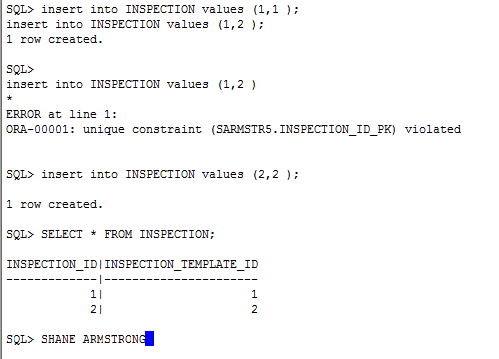 SQL> insert into INSPECTION values (1,1 );
insert into INSPECTION values (1,2 );
1 row created.
SQL>
insert into INSPECTION values (1,2 )
*
ERROR at line 1:
ORA-00001: unique constraint (SARMSTR5.INSPECTION_ID_PK) violated
SQL> insert into INSPECTION values (2,2 );
1 row created.
SQL> SELECT * FROM INSPECTION;
INSPECTION_ID|INSPECTION_TEMPLATE_ID
-------------|----------------------
1| 1
2| 2
SQL> SHANE ARMSTRONG